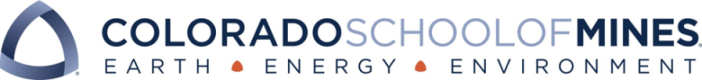 COLORADOSCHOOLOFMINES.
EARTH • ENERGY • ENVIRONMENT